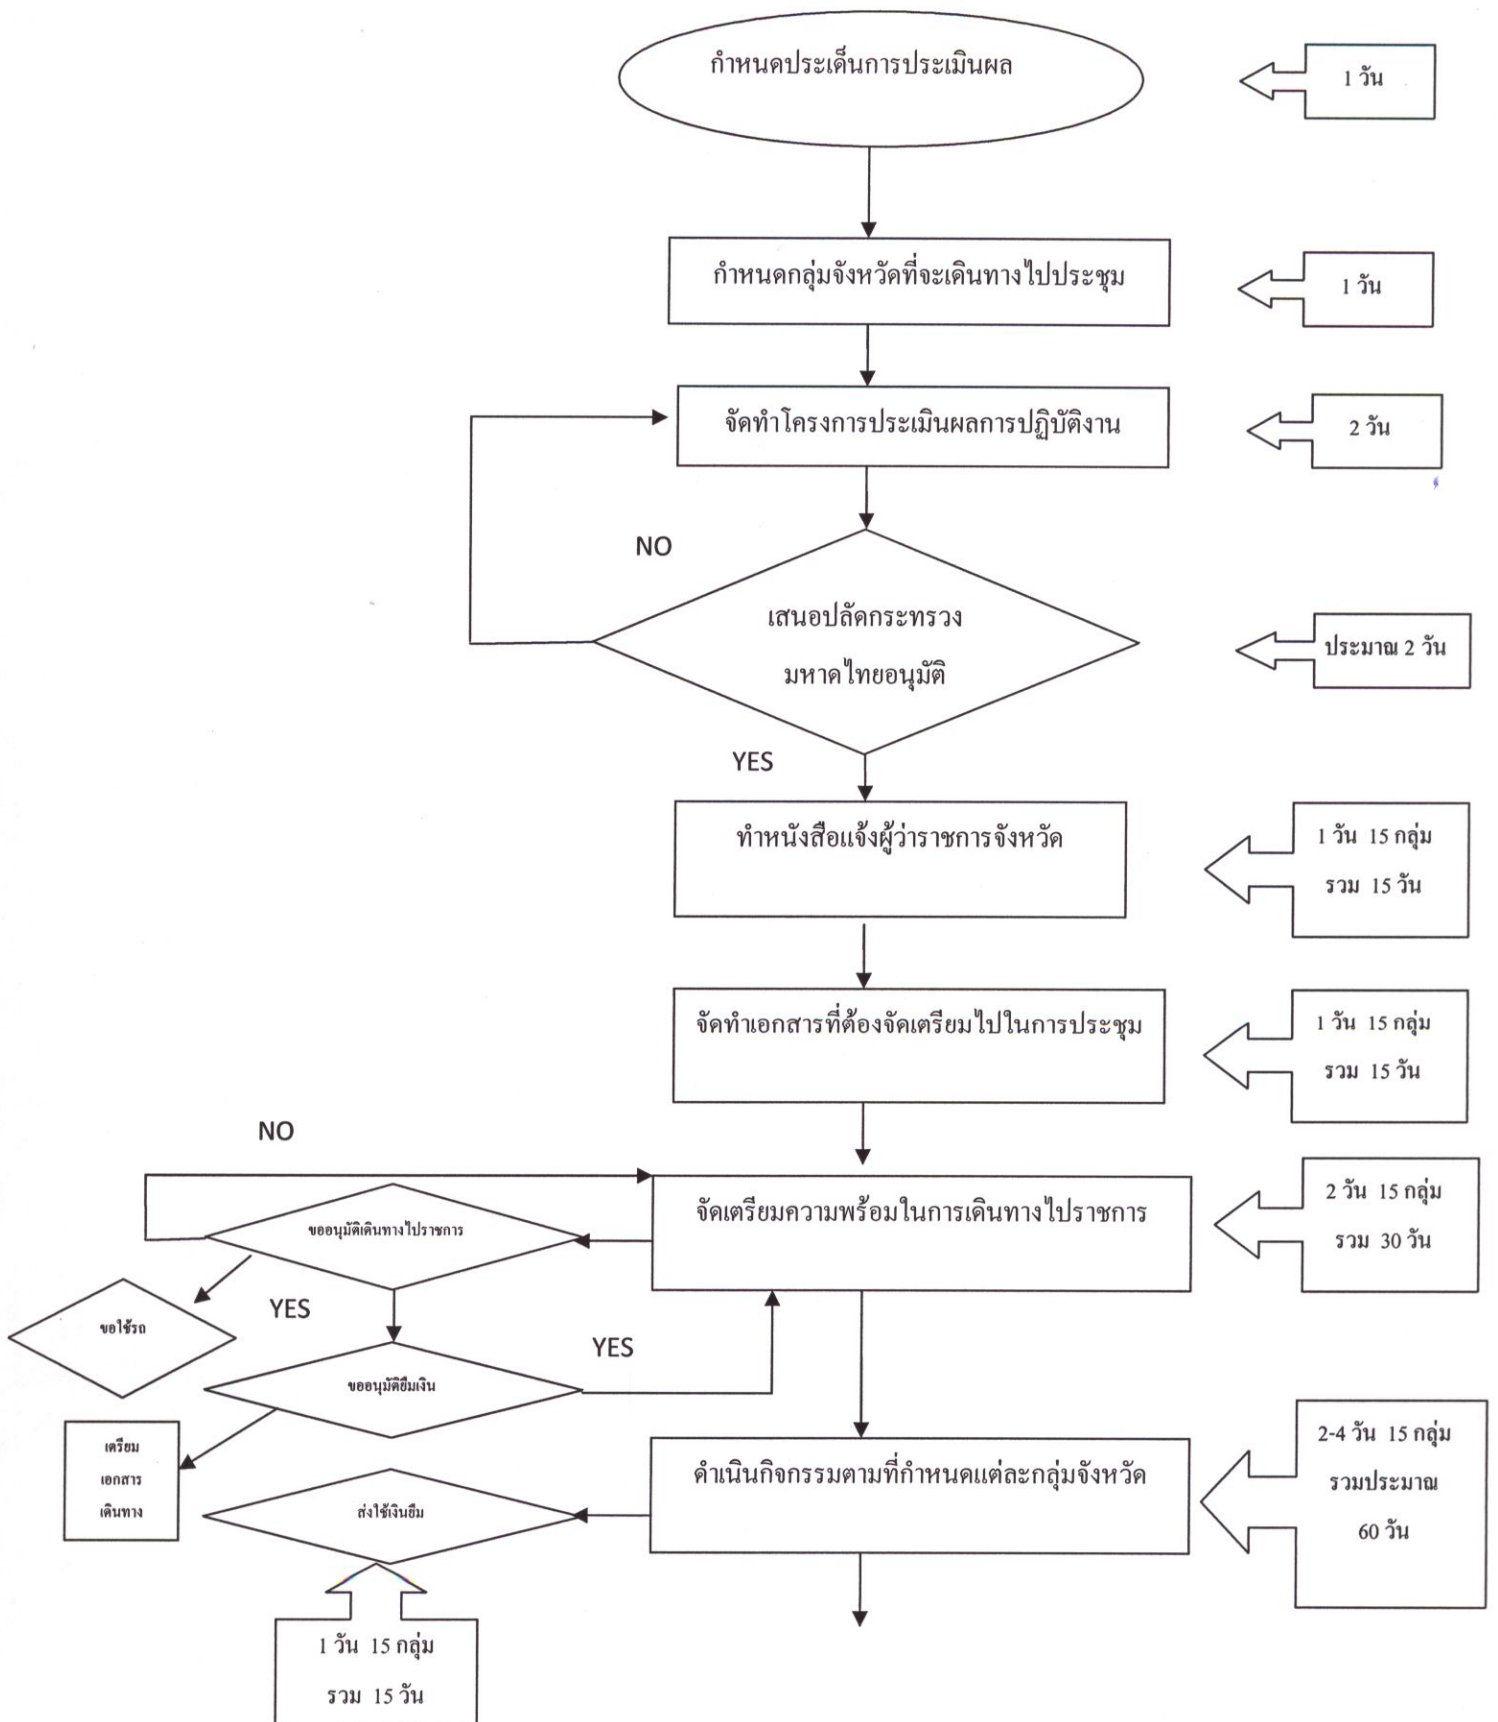 กำหนดประเด็นการประเมินผล
1 วัน
กำหนดกลุ่มจังหวัดที่จะเดินทางไปประชุม
1 วัน
จัดทำโครงการประเมินผลการปฏิบัติงาน
2 วัน
NO
เสนอปลัดกระทรวง
มหาดไทยอนุมัติ
ประมาณ 2 วัน
YES
ทำหนังสือแจ้งผู้ว่าราชการจังหวัด
1 วัน 15 กลุ่ม
รวม 15 วัน
จัดทำเอกสารที่ต้องจัดเตรียมไปในการประชุม
1 วัน 15 กลุ่ม
รวม 15 วัน
NO
จัดเตรียมความพร้อมในการเดินทางไปราชการ
2 วัน 15 กลุ่ม
รวม 30 วัน
ขออนุมัติเดินทางไปราชการ
YES
ขอใช้รถ
YES
ขออนุมัติยืมเงิน
เตรียม
เอกสาร
เดินทาง
ดำเนินกิจกรรมตามที่กำหนดแต่ละกลุ่มจังหวัด
2-4 วัน 15 กลุ่ม
รวมประมาณ
60 วัน
ส่งใช้เงินยืม
1 วัน 15 กลุ่ม
รวม 15 วัน